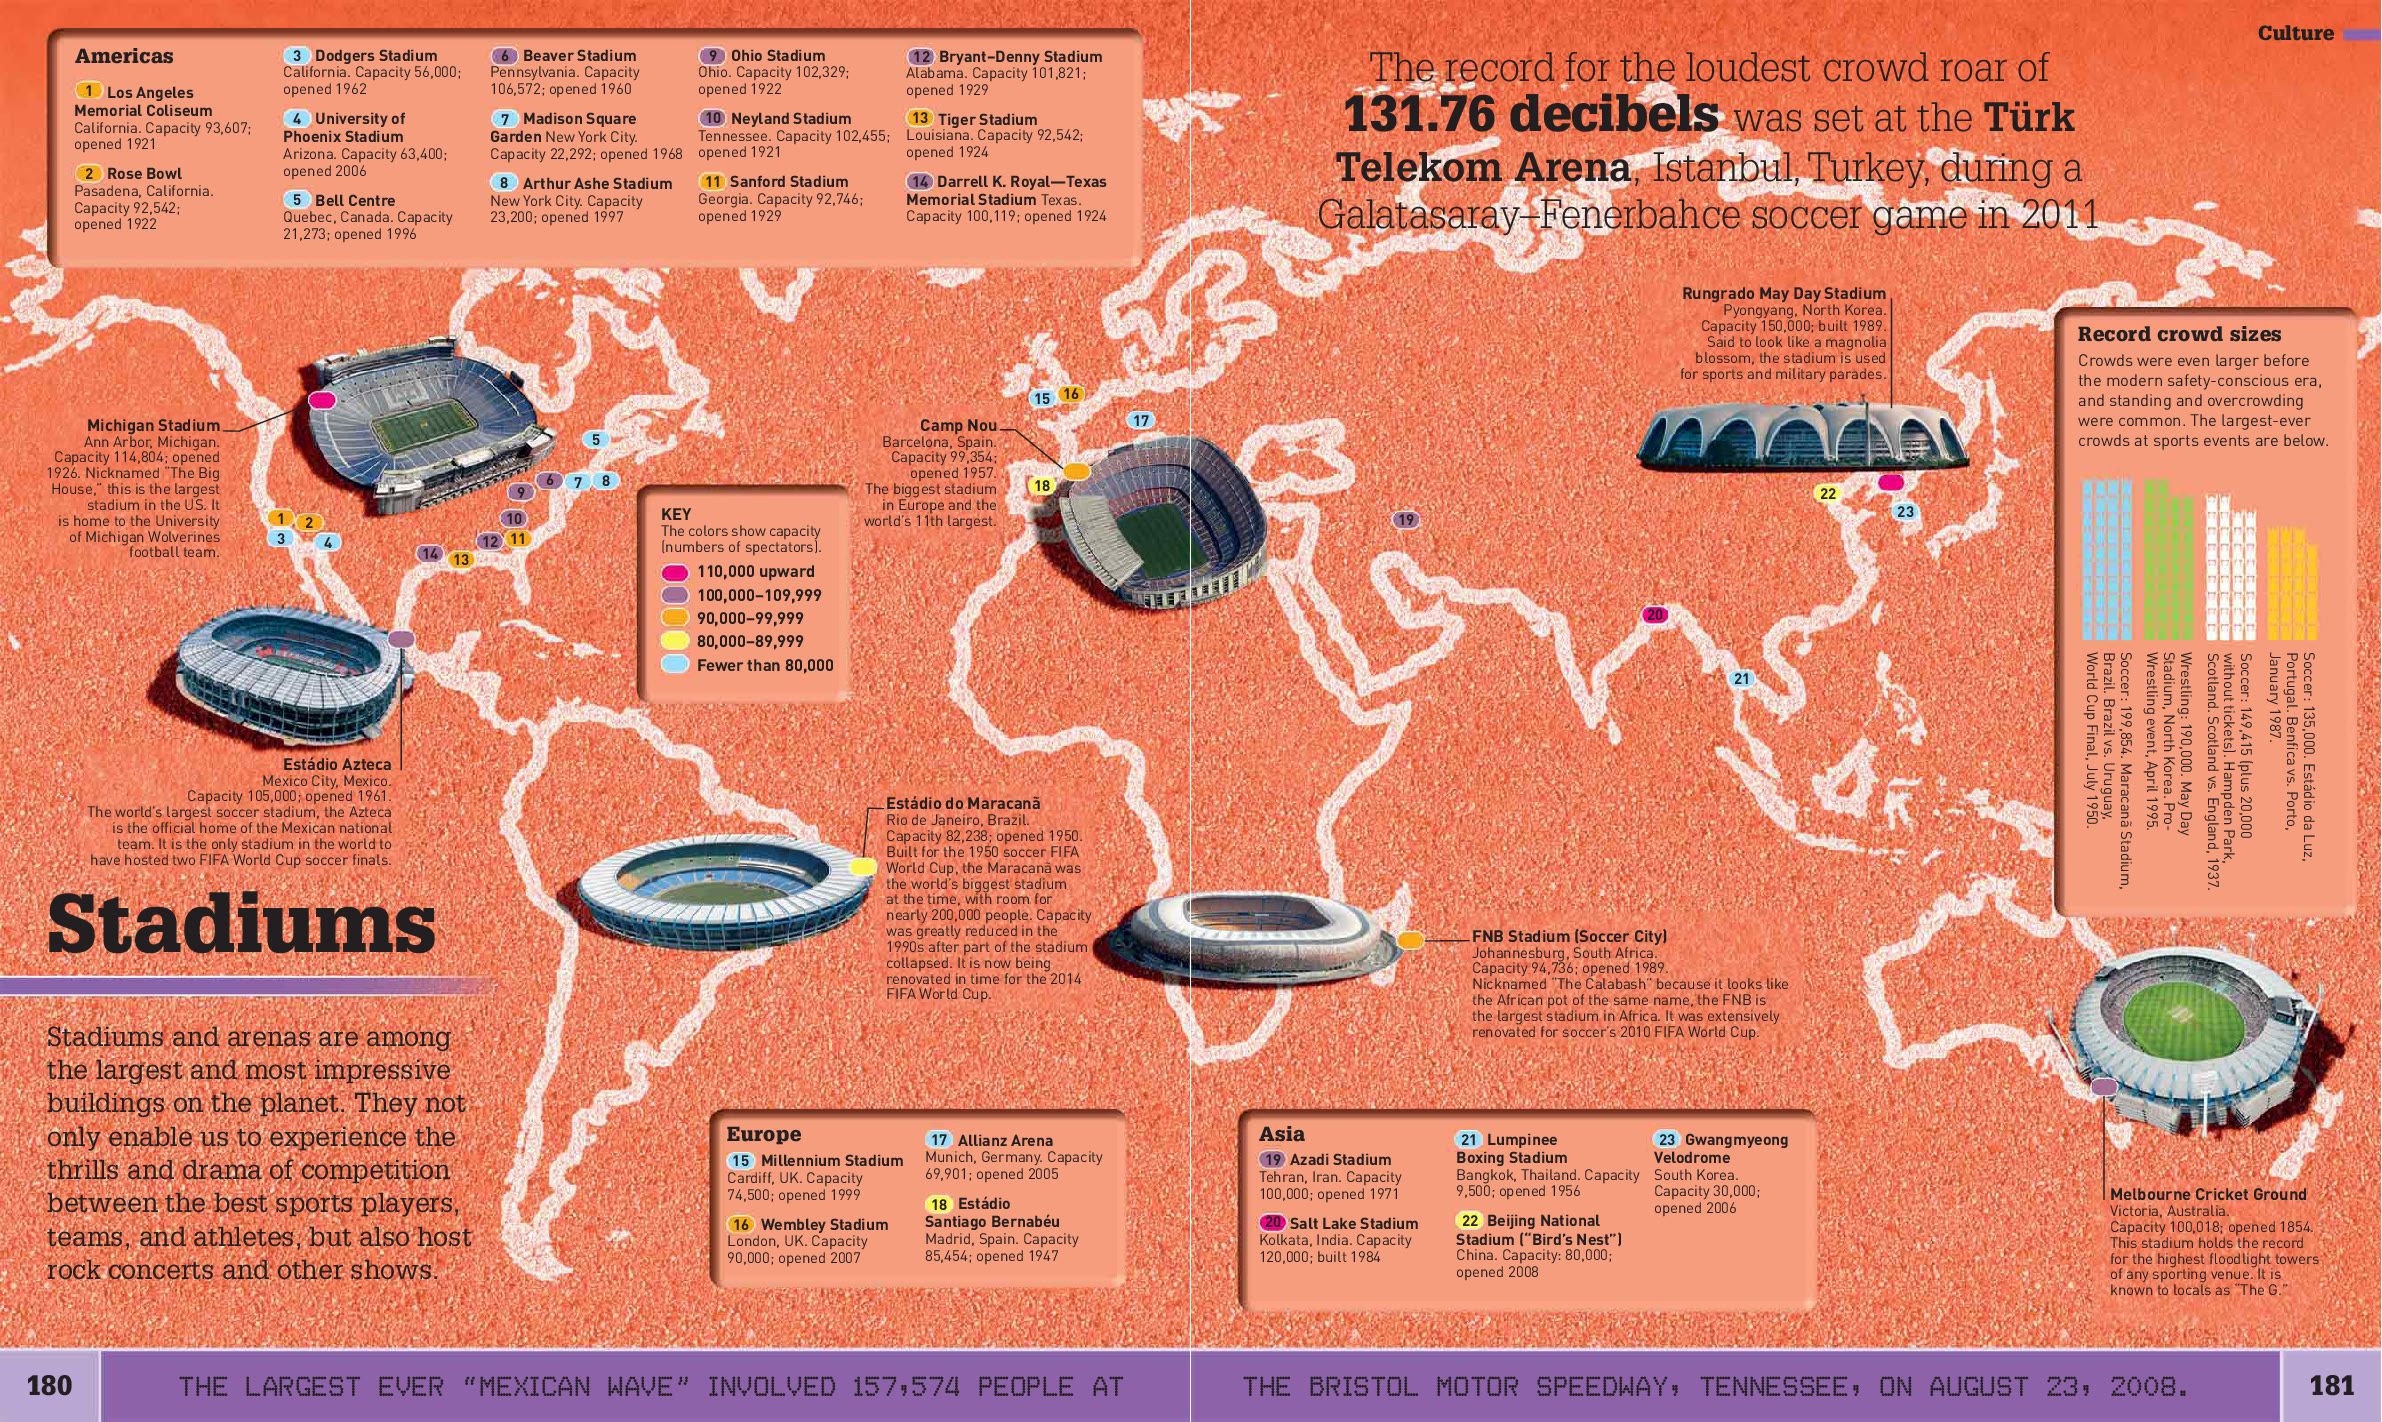 Culture
Americas
1 Los Angeles
Memorial Coliseum
California. Capacity 93,607;
opened 1921
2 Rose Bowl
Pasadena, California.
Capacity 92,542;
opened 1922
3 Dodgers Stadium
California. Capacity 56,000;
opened 1962
4 University of
Phoenix Stadium
Arizona. Capacity 63,400;
opened 2006
5 Bell Centre
Quebec, Canada. Capacity
21,273; opened 1996
6 Beaver Stadium
Pennsylvania. Capacity
106,572; opened 1960
7 Madison Square
Garden New York City.
Capacity 22,292; opened 1968
8 Arthur Ashe Stadium
New York City. Capacity
23,200; opened 1997
9 Ohio Stadium
Ohio. Capacity 102,329;
opened 1922
10 Neyland Stadium
Tennessee. Capacity 102,455;
opened 1921
11 Sanford Stadium
Georgia. Capacity 92,746;
opened 1929
12 Bryant–Denny Stadium
Alabama. Capacity 101,821;
opened 1929
13 Tiger Stadium
Louisiana. Capacity 92,542;
opened 1924
14 Darrell K. Royal—Texas
Memorial Stadium Texas.
Capacity 100,119; opened 1924
The record for the loudest crowd roar of
131.76 decibels was set at the Türk
Telekom Arena, Istanbul, Turkey, during a
Galatasaray–Fenerbahce soccer game in 2011
Michigan Stadium
Ann Arbor, Michigan.
Capacity 114,804; opened
1926. Nicknamed “The Big
House,” this is the largest
stadium in the US. It
is home to the University
of Michigan Wolverines
football team.
5
6 7 8
9
10
1 2
3 4
12 11
14 13
KEY
The colors show capacity
(numbers of spectators).
110,000 upward
100,000–109,999
90,000–99,999
80,000–89,999
Fewer than 80,000
Camp Nou
Barcelona, Spain.
Capacity 99,354;
opened 1957.
The biggest stadium
in Europe and the
world’s 11th largest.
15 16
17
18
19
20
21
22
23
Rungrado May Day Stadium
Pyongyang, North Korea.
Capacity 150,000; built 1989.
Said to look like a magnolia
blossom, the stadium is used
for sports and military parades.
Record crowd sizes
Crowds were even larger before
the modern safety-conscious era,
and standing and overcrowding
were common. The largest-ever
crowds at sports events are below.
Soccer: 199,854. Maracanã Stadium,
Brazil. Brazil vs. Uruguay,
World Cup Final, July 1950.
Wrestling: 190,000. May Day
Stadium, North Korea. Pro-
Wrestling event, April 1995.
Soccer: 149,415 (plus 20,000
without tickets). Hampden Park,
Scotland. Scotland vs. England, 1937.
Soccer: 135,000. Estádio da Luz,
Portugal. Benfica vs. Porto,
January 1987.
Estádio Azteca
Mexico City, Mexico.
Capacity 105,000; opened 1961.
The world’s largest soccer stadium, the Azteca
is the official home of the Mexican national
team. It is the only stadium in the world to
have hosted two FIFA World Cup soccer finals.
Estádio do Maracanã
Rio de Janeiro, Brazil.
Capacity 82,238; opened 1950.
Built for the 1950 soccer FIFA
World Cup, the Maracanã was
the world’s biggest stadium
at the time, with room for
nearly 200,000 people. Capacity
was greatly reduced in the
1990s after part of the stadium
collapsed. It is now being
renovated in time for the 2014
FIFA World Cup.
FNB Stadium (Soccer City)
Johannesburg, South Africa.
Capacity 94,736; opened 1989.
Nicknamed “The Calabash” because it looks like
the African pot of the same name, the FNB is
the largest stadium in Africa. It was extensively
renovated for soccer’s 2010 FIFA World Cup.
Stadiums
Stadiums and arenas are among
the largest and most impressive
buildings on the planet. They not
only enable us to experience the
thrills and drama of competition
between the best sports players,
teams, and athletes, but also host
rock concerts and other shows.
Europe
15 Millennium Stadium
Cardiff, UK. Capacity
74,500; opened 1999
16 Wembley Stadium
London, UK. Capacity
90,000; opened 2007
17 Allianz Arena
Munich, Germany. Capacity
69,901; opened 2005
18 Estádio
Santiago Bernabéu
Madrid, Spain. Capacity
85,454; opened 1947
Asia
19 Azadi Stadium
Tehran, Iran. Capacity
100,000; opened 1971
20 Salt Lake Stadium
Kolkata, India. Capacity
120,000; built 1984
21 Lumpinee
Boxing Stadium
Bangkok, Thailand. Capacity
9,500; opened 1956
22 Beijing National
Stadium (“Bird’s Nest”)
China. Capacity: 80,000;
opened 2008
23 Gwangmyeong
Velodrome
South Korea.
Capacity 30,000;
opened 2006
Melbourne Cricket Ground
Victoria, Australia.
Capacity 100,018; opened 1854.
This stadium holds the record
for the highest floodlight towers
of any sporting venue. It is
known to locals as “The G.”
180
THE LARGEST EVER “MEXICAN WAVE” INVOLVED 157,574 PEOPLE AT THE BRISTOL MOTOR SPEEDWAY, TENNESSEE, ON AUGUST 23, 2008.
181